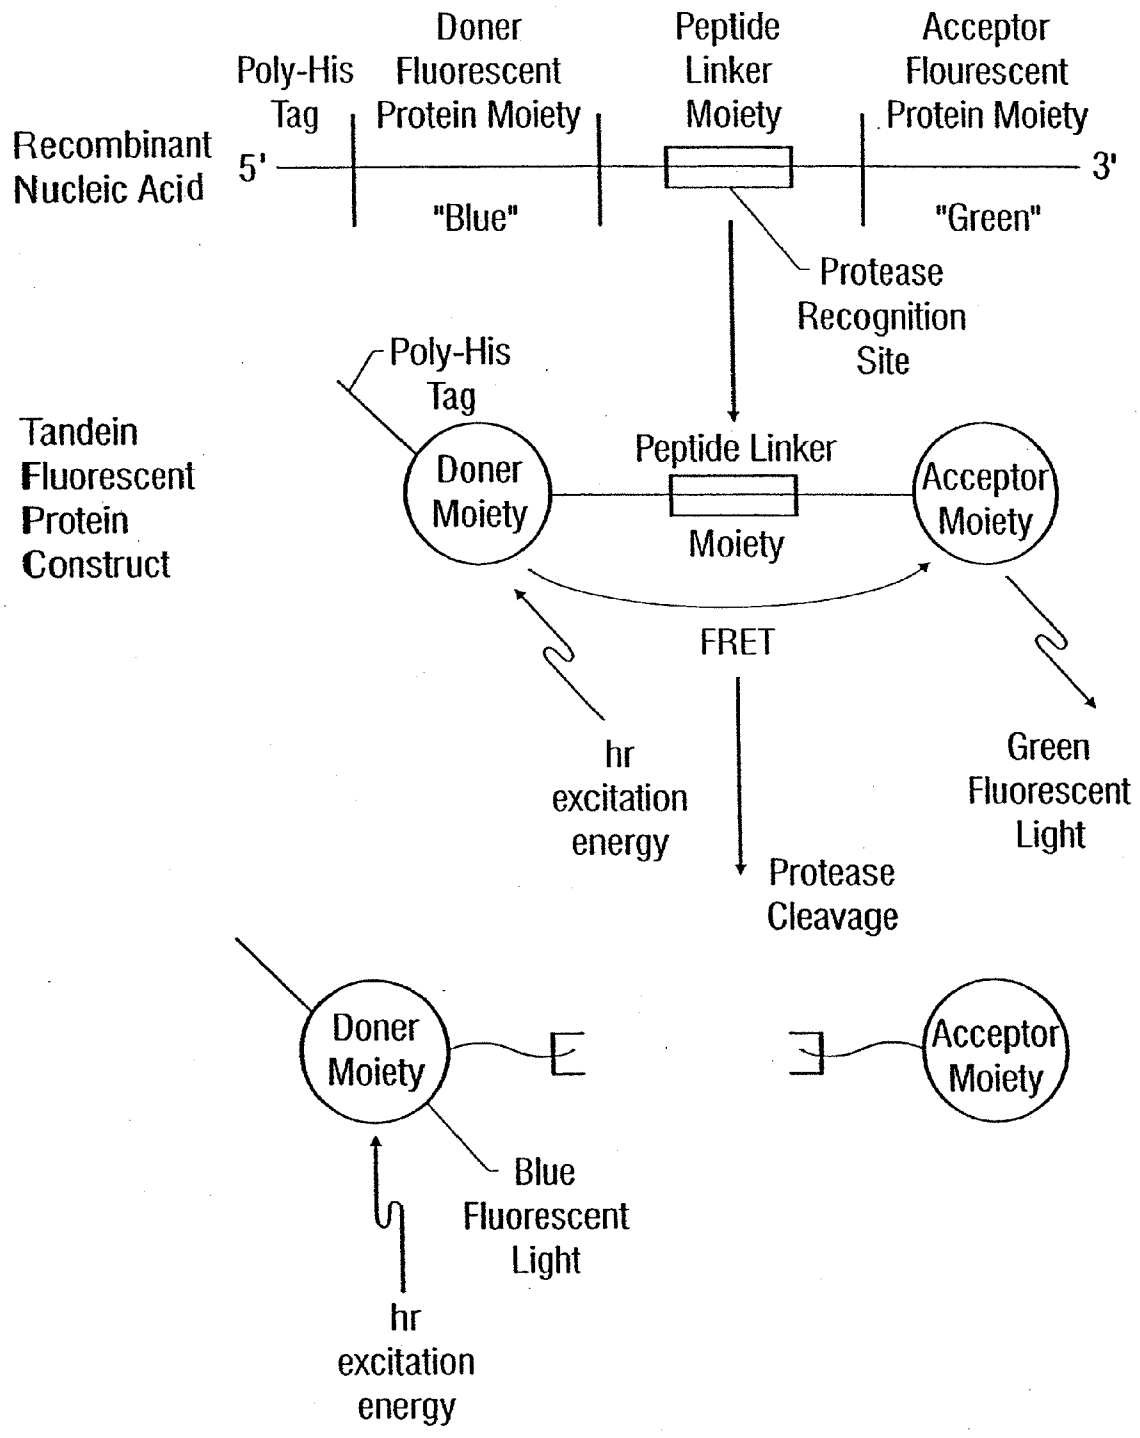 Poly-His
Tag
Doner
Fluorescent
Protein Moiety
Peptide
Linker
Moiety
Acceptor
Flourescent
Protein Moiety
Recombinant
Nucleic Acid
5'
3'
"Blue"
"Green"
Protease
Recognition
Site
Poly-His
Tag
Tandein
Fluorescent
Protein
Construct
Doner
Moiety
Peptide Linker
Moiety
Acceptor
Moiety
FRET
hr
excitation
energy
Green
Fluorescent
Light
Protease
Cleavage
Doner
Moiety
Acceptor
Moiety
Blue
Fluorescent
Light
hr
excitation
energy